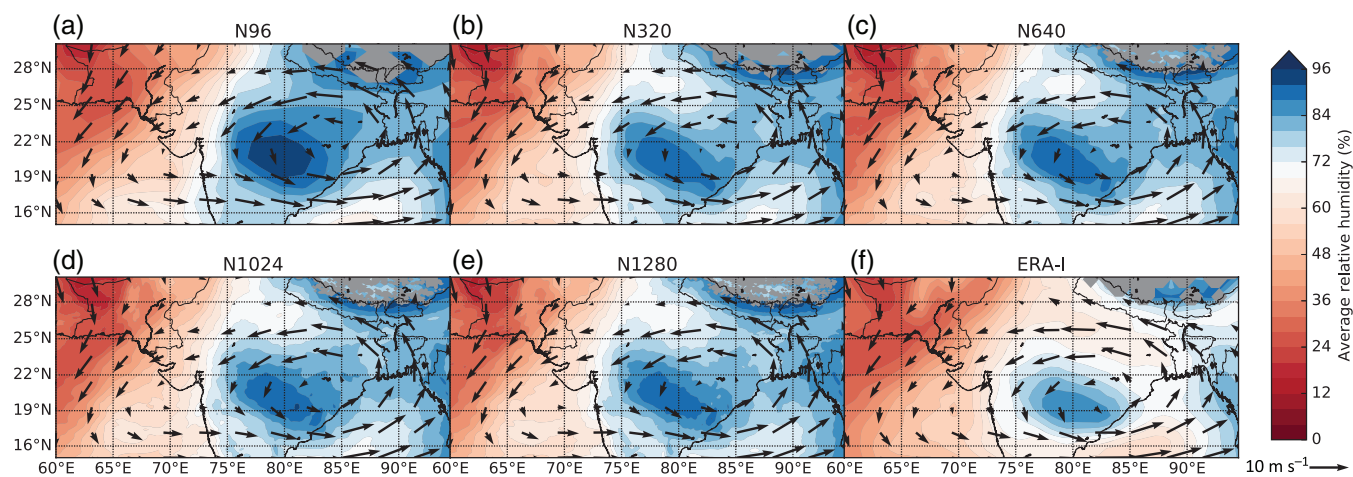 (a) N96 (b) N320 (c) N640
28°N
25°N
22°N
19°N
16°N
(d) N1024 (e) N1280 (f) ERA-I
28°N
25°N
22°N
19°N
16°N
60°E 65°E 70°E 75°E 80°E 85°E 90°E 60°E 65°E 70°E 75°E 80°E 85°E 90°E 60°E 65°E 70°E 75°E 80°E 85°E 90°E
96
84
72
60
48
36
24
12
0
Average relative humidity (%)
10 m s⁻¹